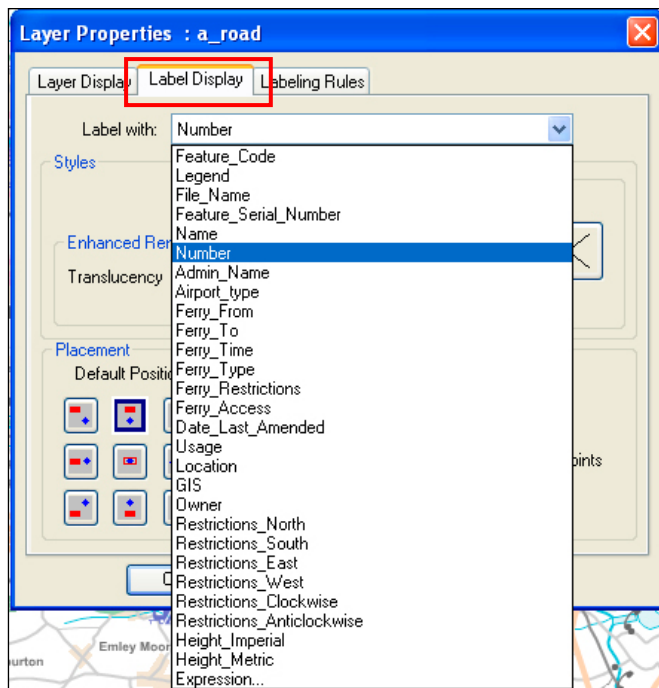 Layer Properties : a_road
Layer Display Label Display Labeling Rules
Label with: Number
Feature_Code
Legend
File_Name
Feature_Serial_Number
Name
Number
Admin_Name
Airport_type
Ferry_From
Ferry_To
Ferry_Time
Ferry_Type
Ferry_Restrictions
Ferry_Access
Date_Last_Amended
Usage
Location
GIS
Owner
Restrictions_North
Restrictions_South
Restrictions_East
Restrictions_West
Restrictions_Clockwise
Restrictions_Anticlockwise
Height_Imperial
Height_Metric
Expression...
Styles
Enhanced Ren
Translucency
Placement
Default Positio
oints
Emley Moor
urton